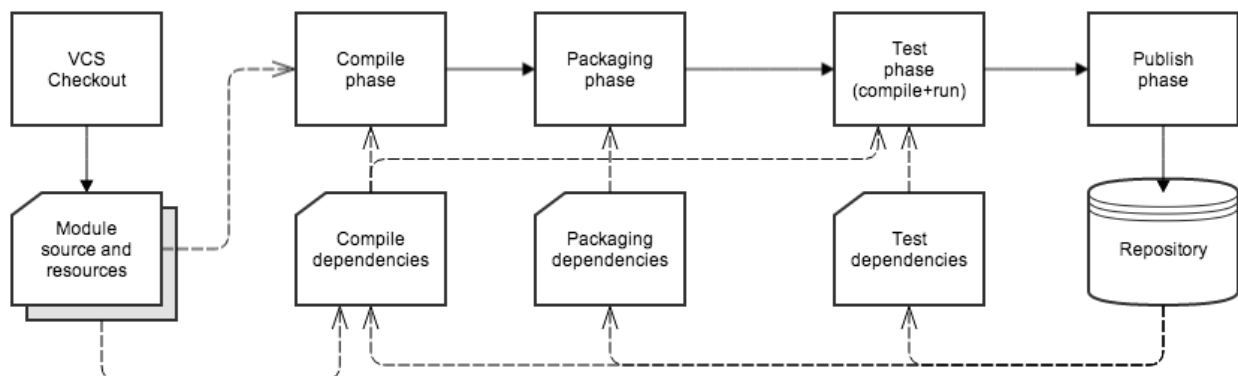 VCS
Checkout
Compile
phase
Packaging
phase
Test
phase
(compile+run)
Publish
phase
Module
source and
resources
Compile
dependencies
Packaging
dependencies
Test
dependencies
Repository